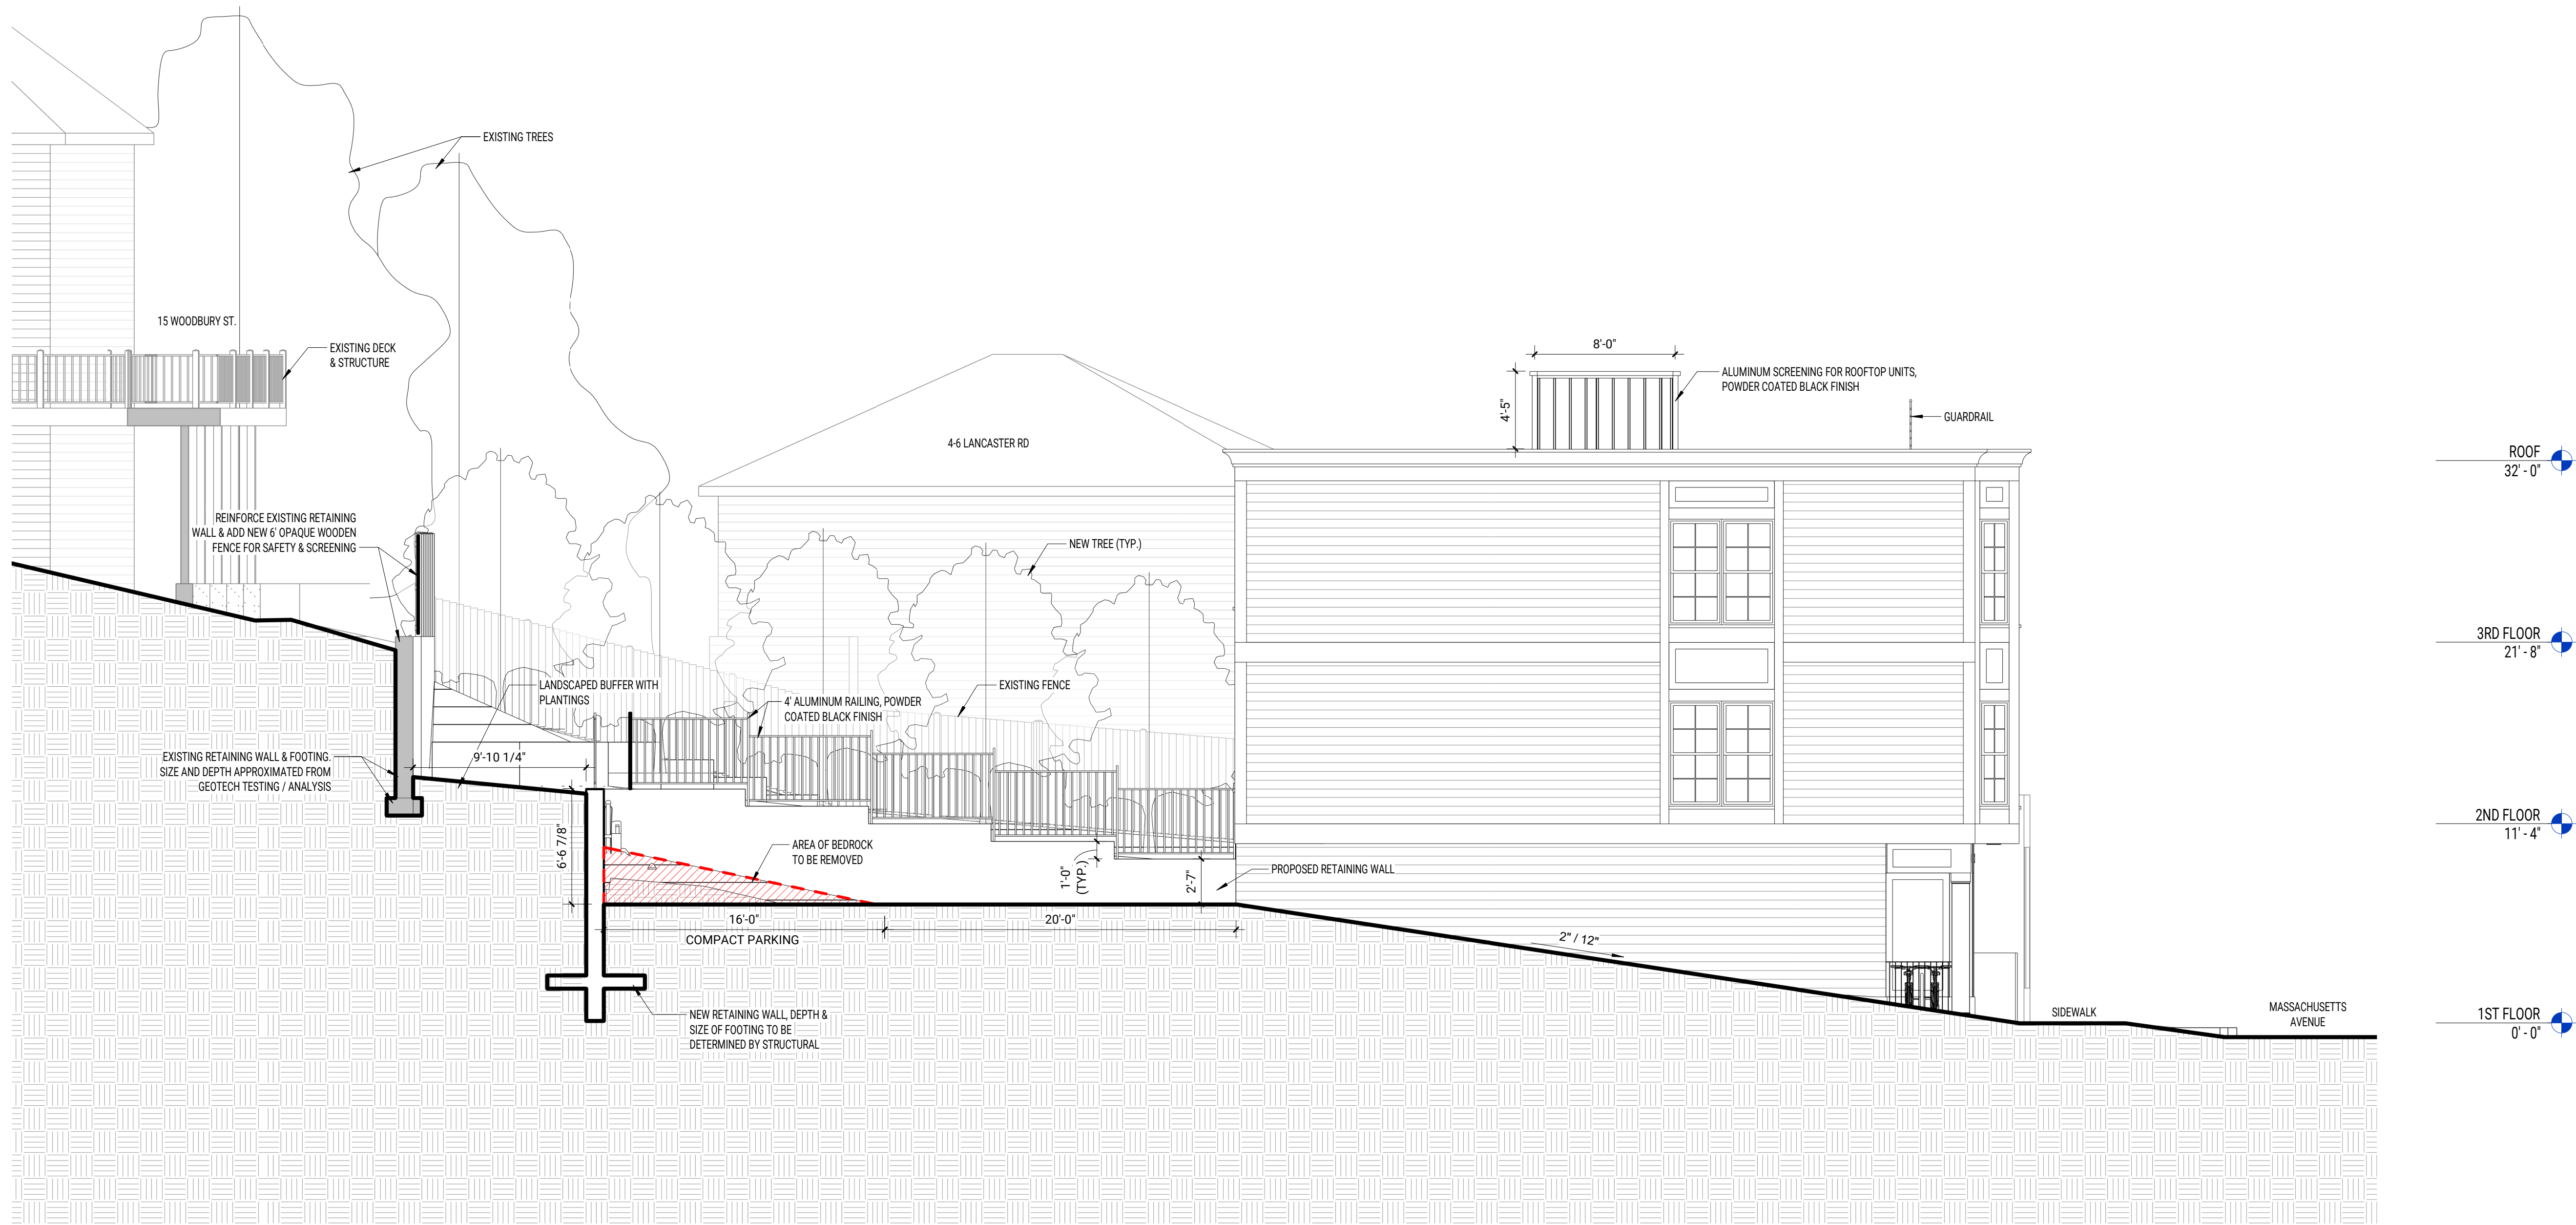 EXISTING TREES
15 WOODBURY ST.
EXISTING DECK
& STRUCTURE
8'-0"
4'-5"
ALUMINUM SCREENING FOR ROOFTOP UNITS,
POWDER COATED BLACK FINISH
GUARDRAIL
4-6 LANCASTER RD
ROOF
32' - 0"
REINFORCE EXISTING RETAINING
WALL & ADD NEW 6' OPAQUE WOODEN
FENCE FOR SAFETY & SCREENING
NEW TREE (TYP.)
3RD FLOOR
21' - 8"
LANDSCAPED BUFFER WITH
PLANTINGS
EXISTING FENCE
4' ALUMINUM RAILING, POWDER
COATED BLACK FINISH
EXISTING RETAINING WALL & FOOTING.
SIZE AND DEPTH APPROXIMATED FROM
GEOTECH TESTING / ANALYSIS
9'-10 1/4"
2ND FLOOR
11' - 4"
6'-6 7/8"
AREA OF BEDROCK
TO BE REMOVED
1'-0"
(TYP.)
2'-7"
PROPOSED RETAINING WALL
16'-0"
20'-0"
COMPACT PARKING
2" / 12"
NEW RETAINING WALL, DEPTH &
SIZE OF FOOTING TO BE
DETERMINED BY STRUCTURAL
SIDEWALK
MASSACHUSETTS
AVENUE
1ST FLOOR
0' - 0"